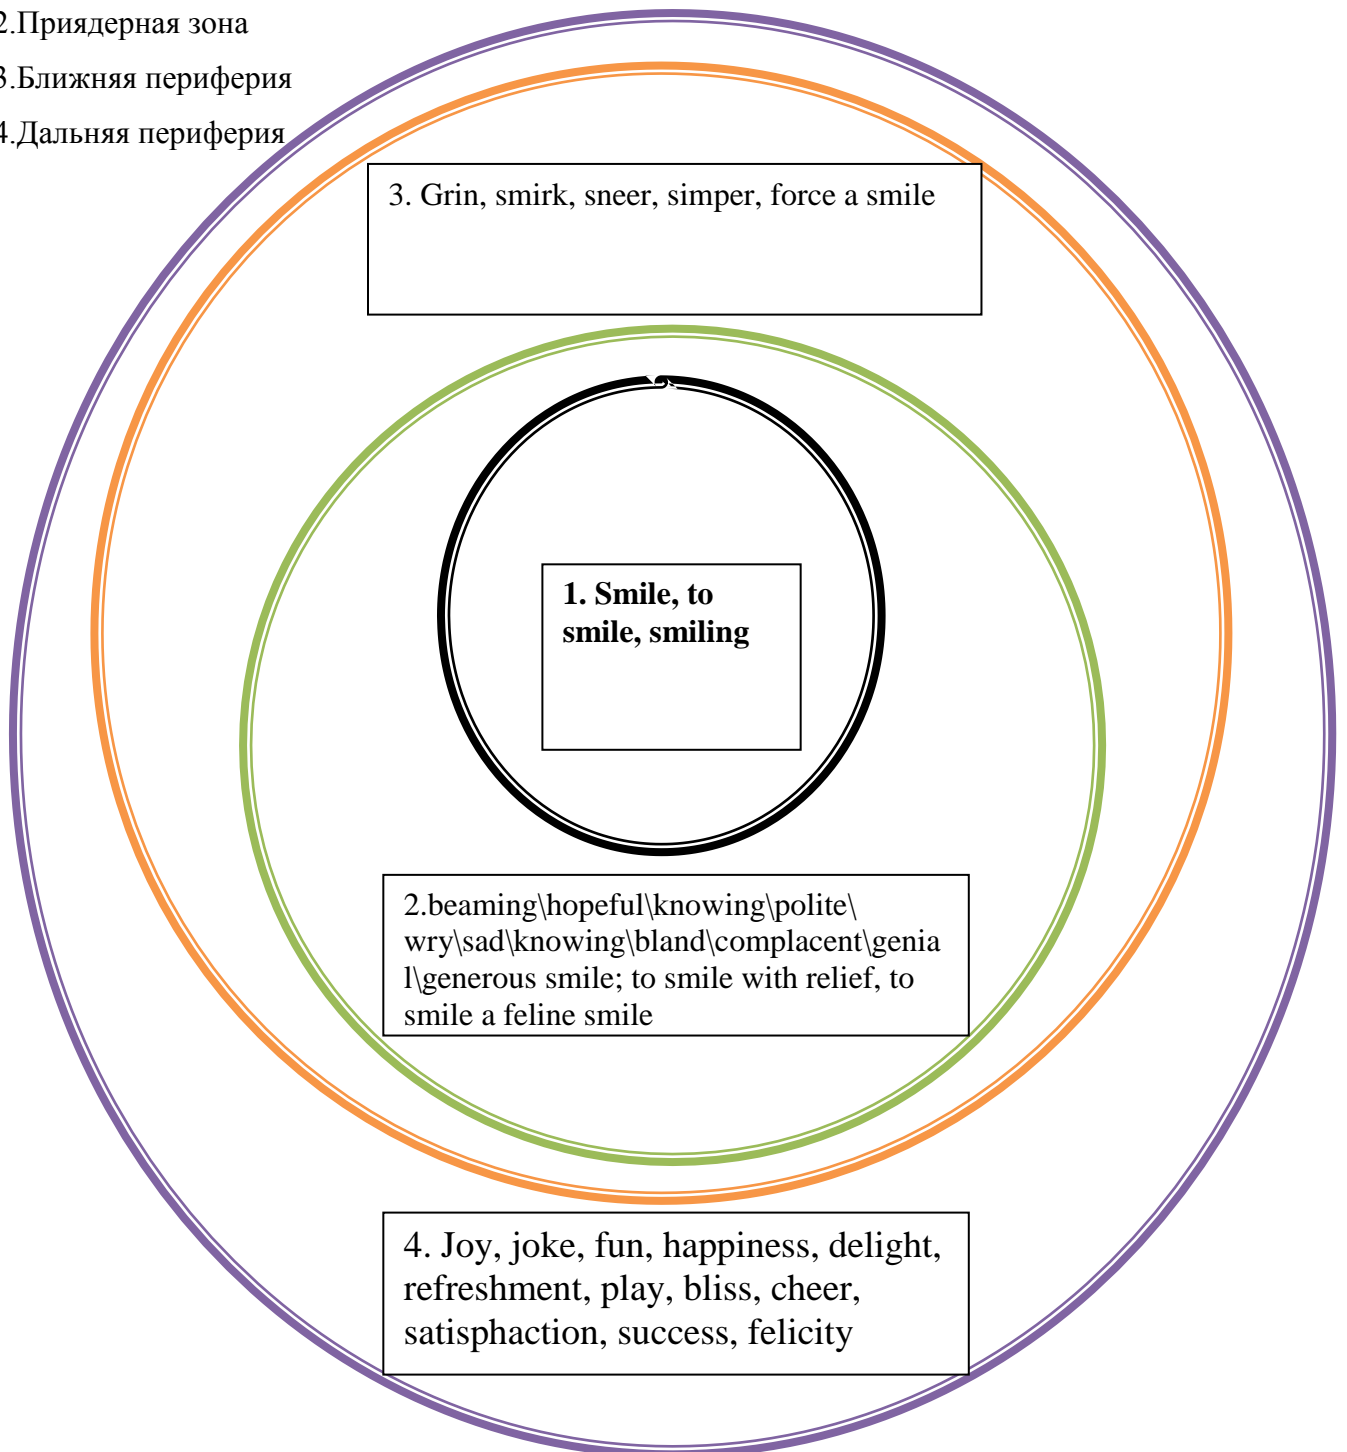 2.Приядерная зона
3.Ближняя периферия
4.Дальняя периферия
3. Grin, smirk, sneer, simper, force a smile
1. Smile, to
smile, smiling
2.beaming\hopeful\knowing\polite\
wry\sad\knowing\bland\complacent\genia
l\generous smile; to smile with relief, to
smile a feline smile
4. Joy, joke, fun, happiness, delight,
refreshment, play, bliss, cheer,
satisphaction, success, felicity